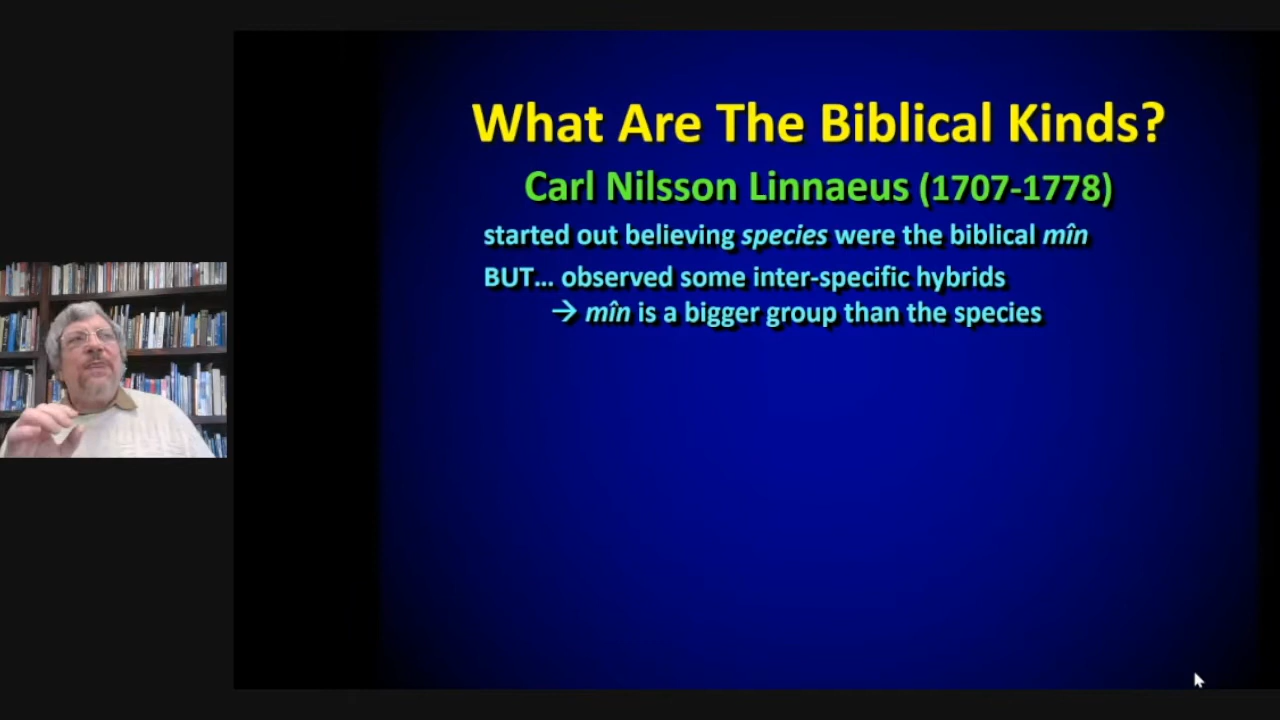 What Are The Biblical Kinds?
Carl Nilsson Linnaeus (1707-1778)
started out believing species were the biblical mîn
BUT... observed some inter-specific hybrids
→ mîn is a bigger group than the species